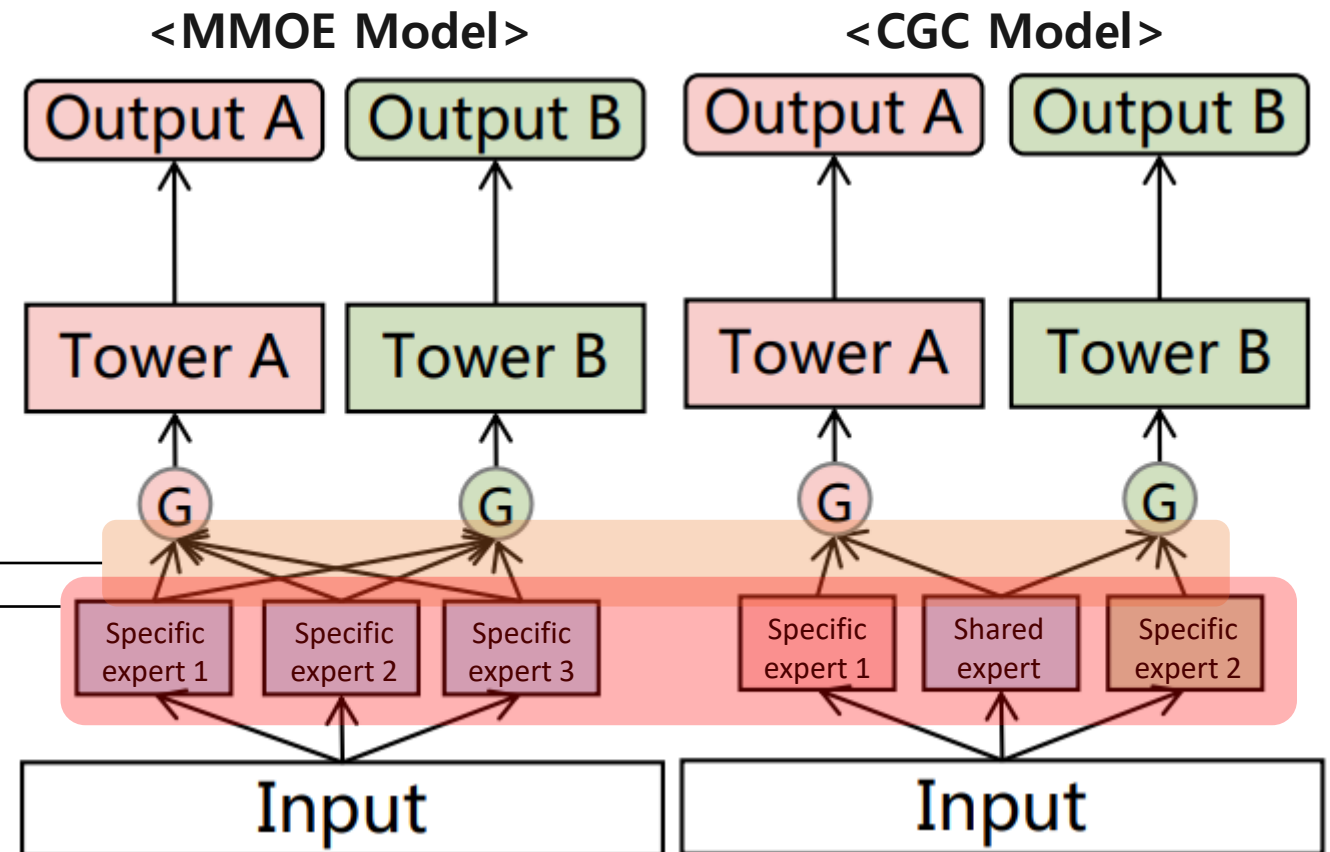 <MMOE Model>
Output A
Output B
Tower A
Tower B
G
G
Specific
expert 1
Specific
expert 2
Specific
expert 3
Input
<CGC Model>
Output A
Output B
Tower A
Tower B
G
G
Specific
expert 1
Shared
expert
Specific
expert 2
Input